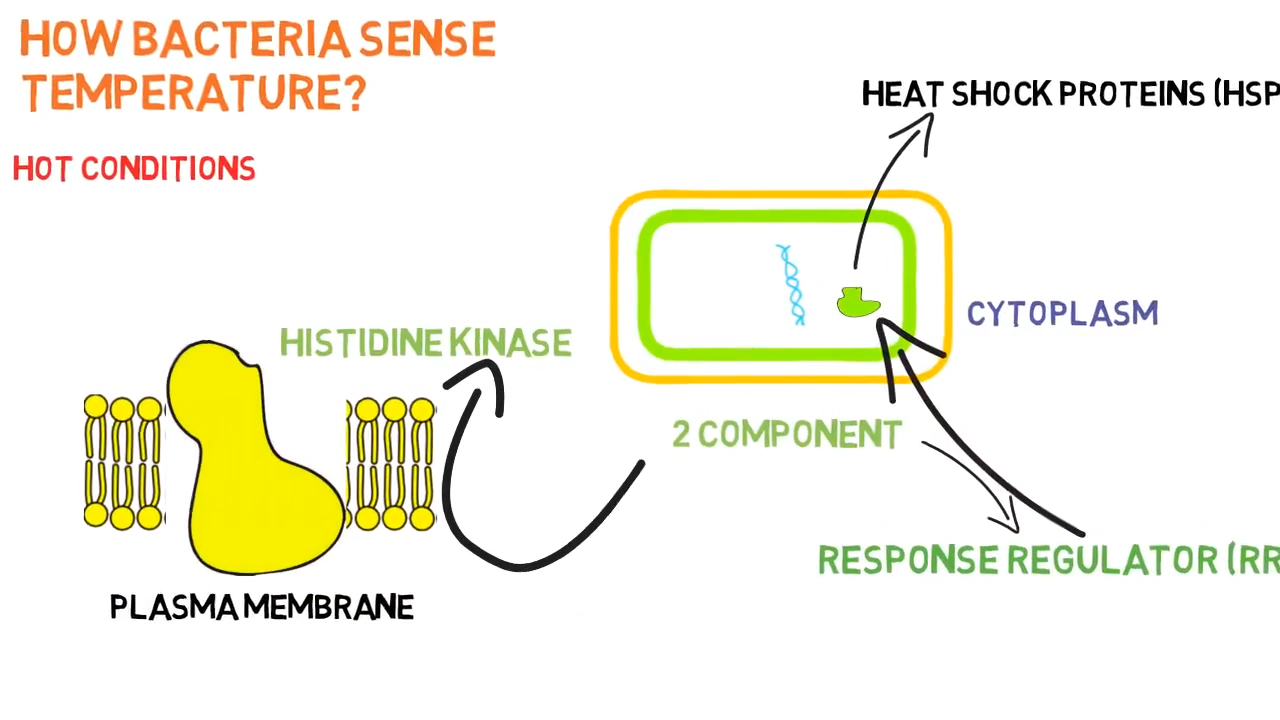 HOW BACTERIA SENSE
TEMPERATURE?
HEAT SHOCK PROTEINS (HSP
HOT CONDITIONS
CYTOPLASM
HISTIDINE KINASE
2 COMPONENT
RESPONSE REGULATOR (RR
PLASMA MEMBRANE